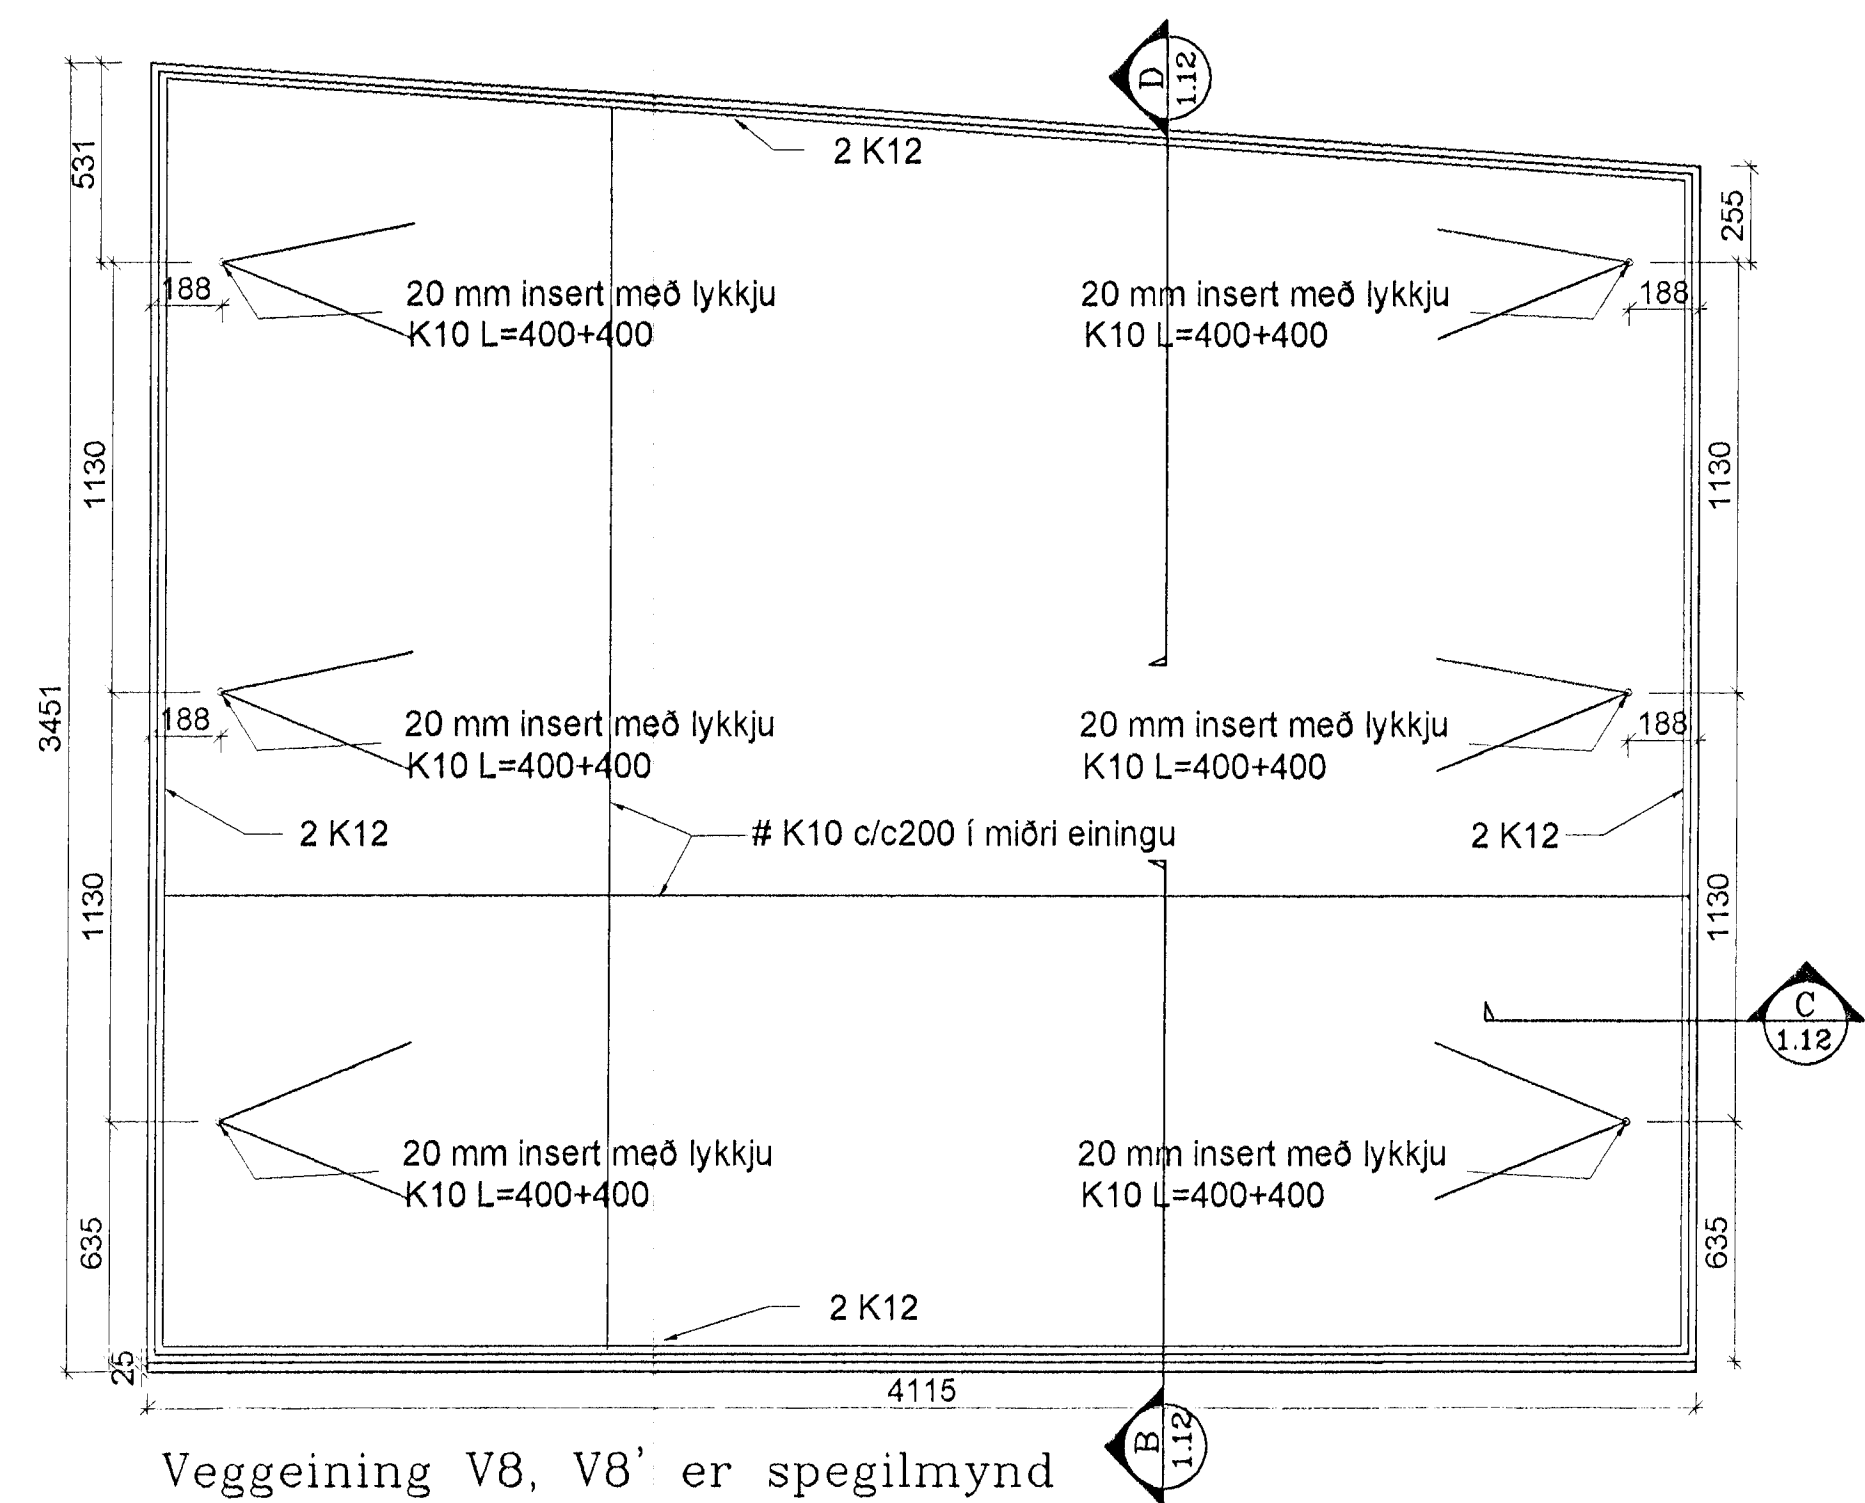 D
1.12
2 K12
531
255
188
20 mm insert með lykkju
K10 L=400+400
20 mm insert með lykkju
K10 L=400+400
188
1130
1130
3451
188
20 mm insert með lykkju
K10 L=400+400
20 mm insert með lykkju
K10 L=400+400
188
2 K12
# K10 c/c200 í miðri einingu
2 K12
1130
1130
C
1.12
20 mm insert með lykkju
K10 L=400+400
20 mm insert með lykkju
K10 L=400+400
635
635
2 K12
25
4115
B
1.12
Veggeining V8, V8' er spegilmynd